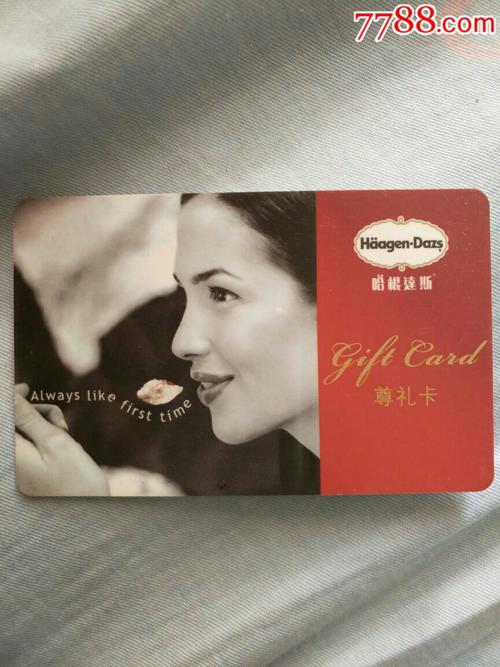 7788.com
Häagen-Dazs
哈根達斯®
Gift Card
尊礼卡
Always like first time